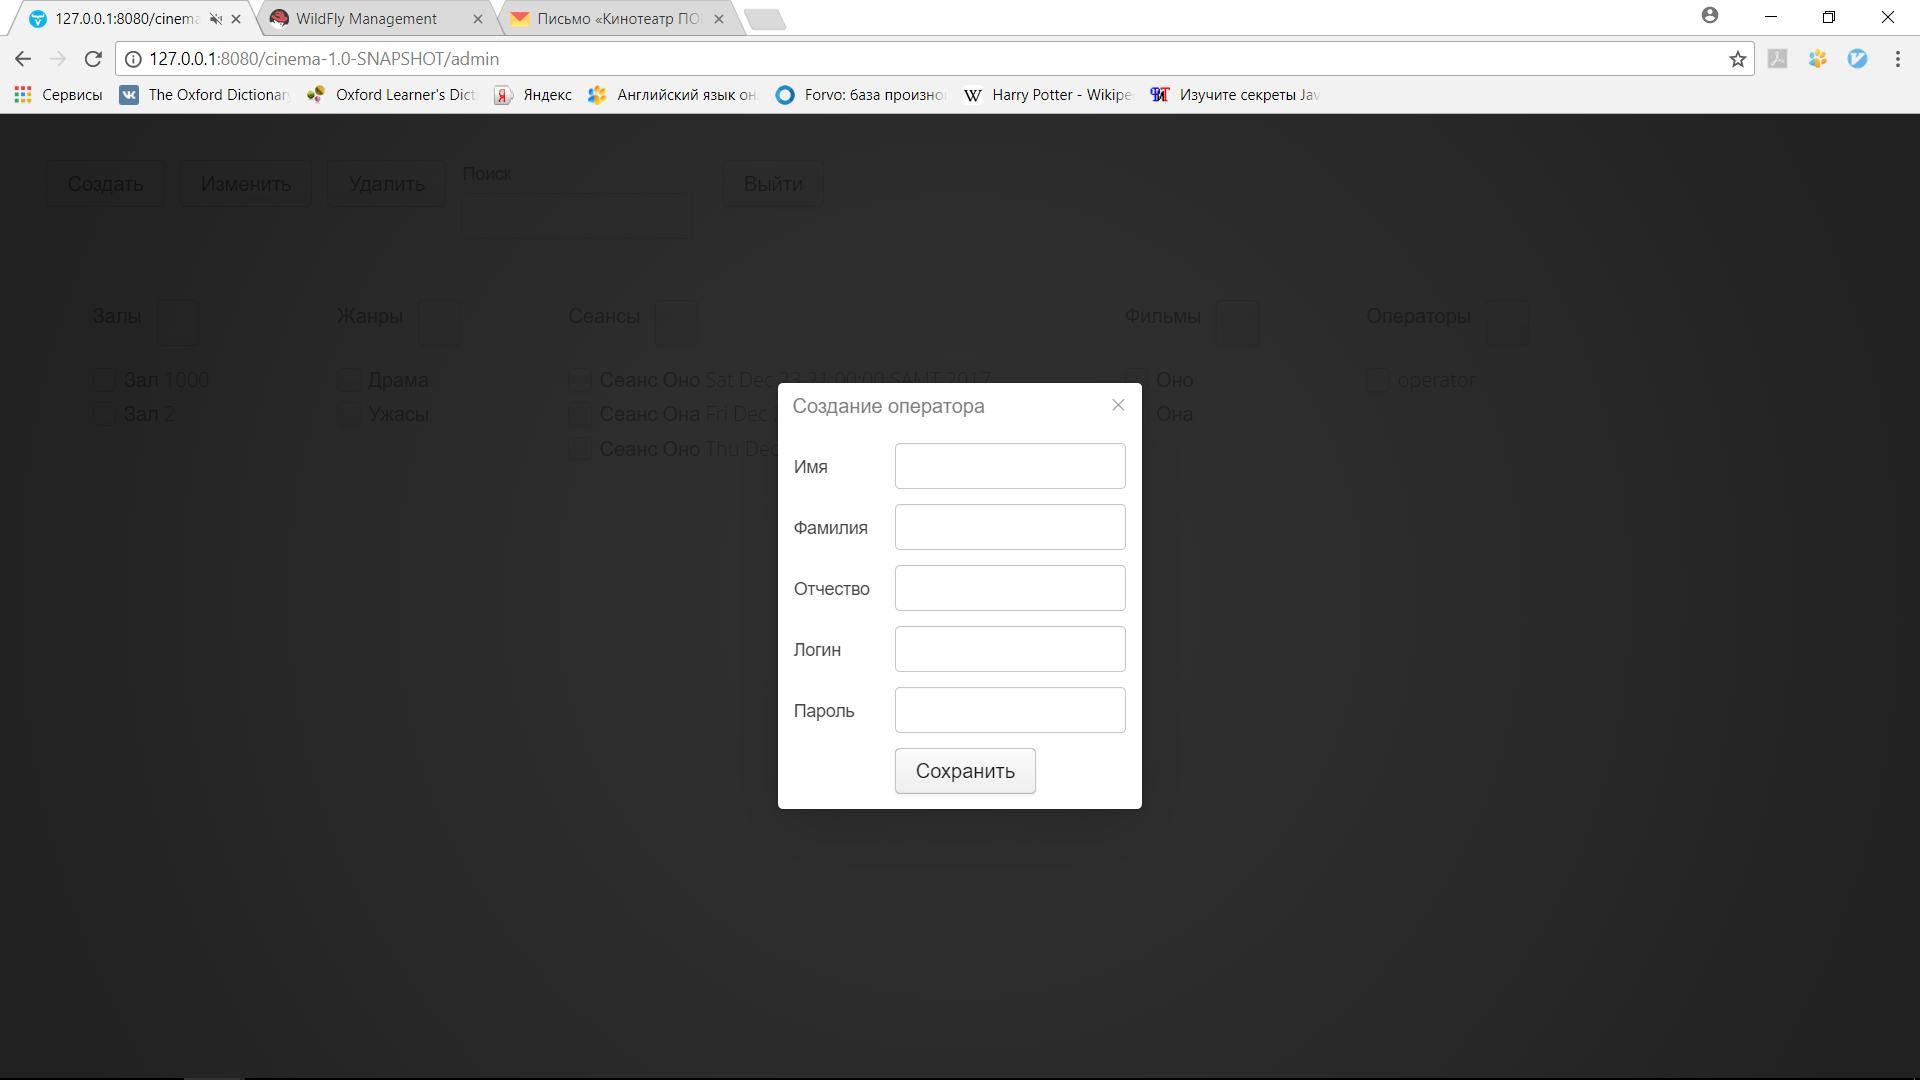 127.0.0.1:8080/cinema
WildFly Management
Письмо «Кинотеатр ПО
127.0.0.1:8080/cinema-1.0-SNAPSHOT/admin
Сервисы
The Oxford Dictionary
Oxford Learner's Dict
Яндекс
Английский язык он
Forvo: база произно
Harry Potter - Wikipe
Изучите секреты Jav
Создать
Изменить
Удалить
Поиск
Выйти
Залы
Жанры
Сеансы
Фильмы
Операторы
Зал 1000
Драма
Сеанс Оно Sat Dec 23 21:00:00 SAMT 2017
Оно
operator
Зал 2
Ужасы
Сеанс Она Fri Dec
Она
Сеанс Оно Thu Dec
Создание оператора
Имя
Фамилия
Отчество
Логин
Пароль
Сохранить